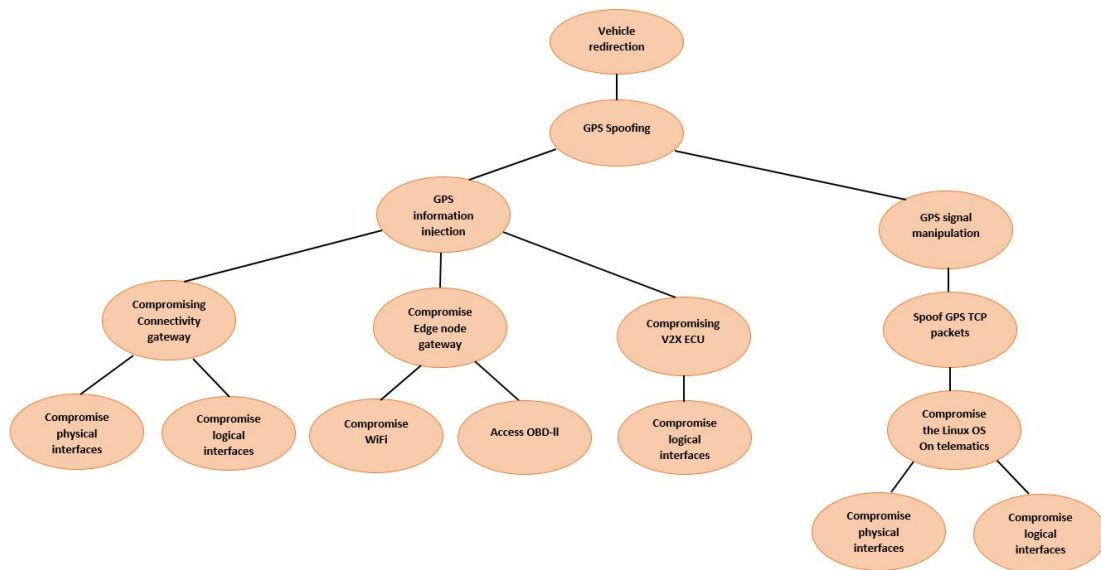 Vehicle
redirection
GPS Spoofing
GPS
information
injection
GPS signal
manipulation
Compromising
Connectivity
gateway
Compromise
Edge node
gateway
Compromising
V2X ECU
Spoof GPS TCP
packets
Compromise
physical
interfaces
Compromise
logical
interfaces
Compromise
WiFi
Access OBD-ll
Compromise
logical
interfaces
Compromise
the Linux OS
On telematics
Compromise
physical
interfaces
Compromise
logical
interfaces